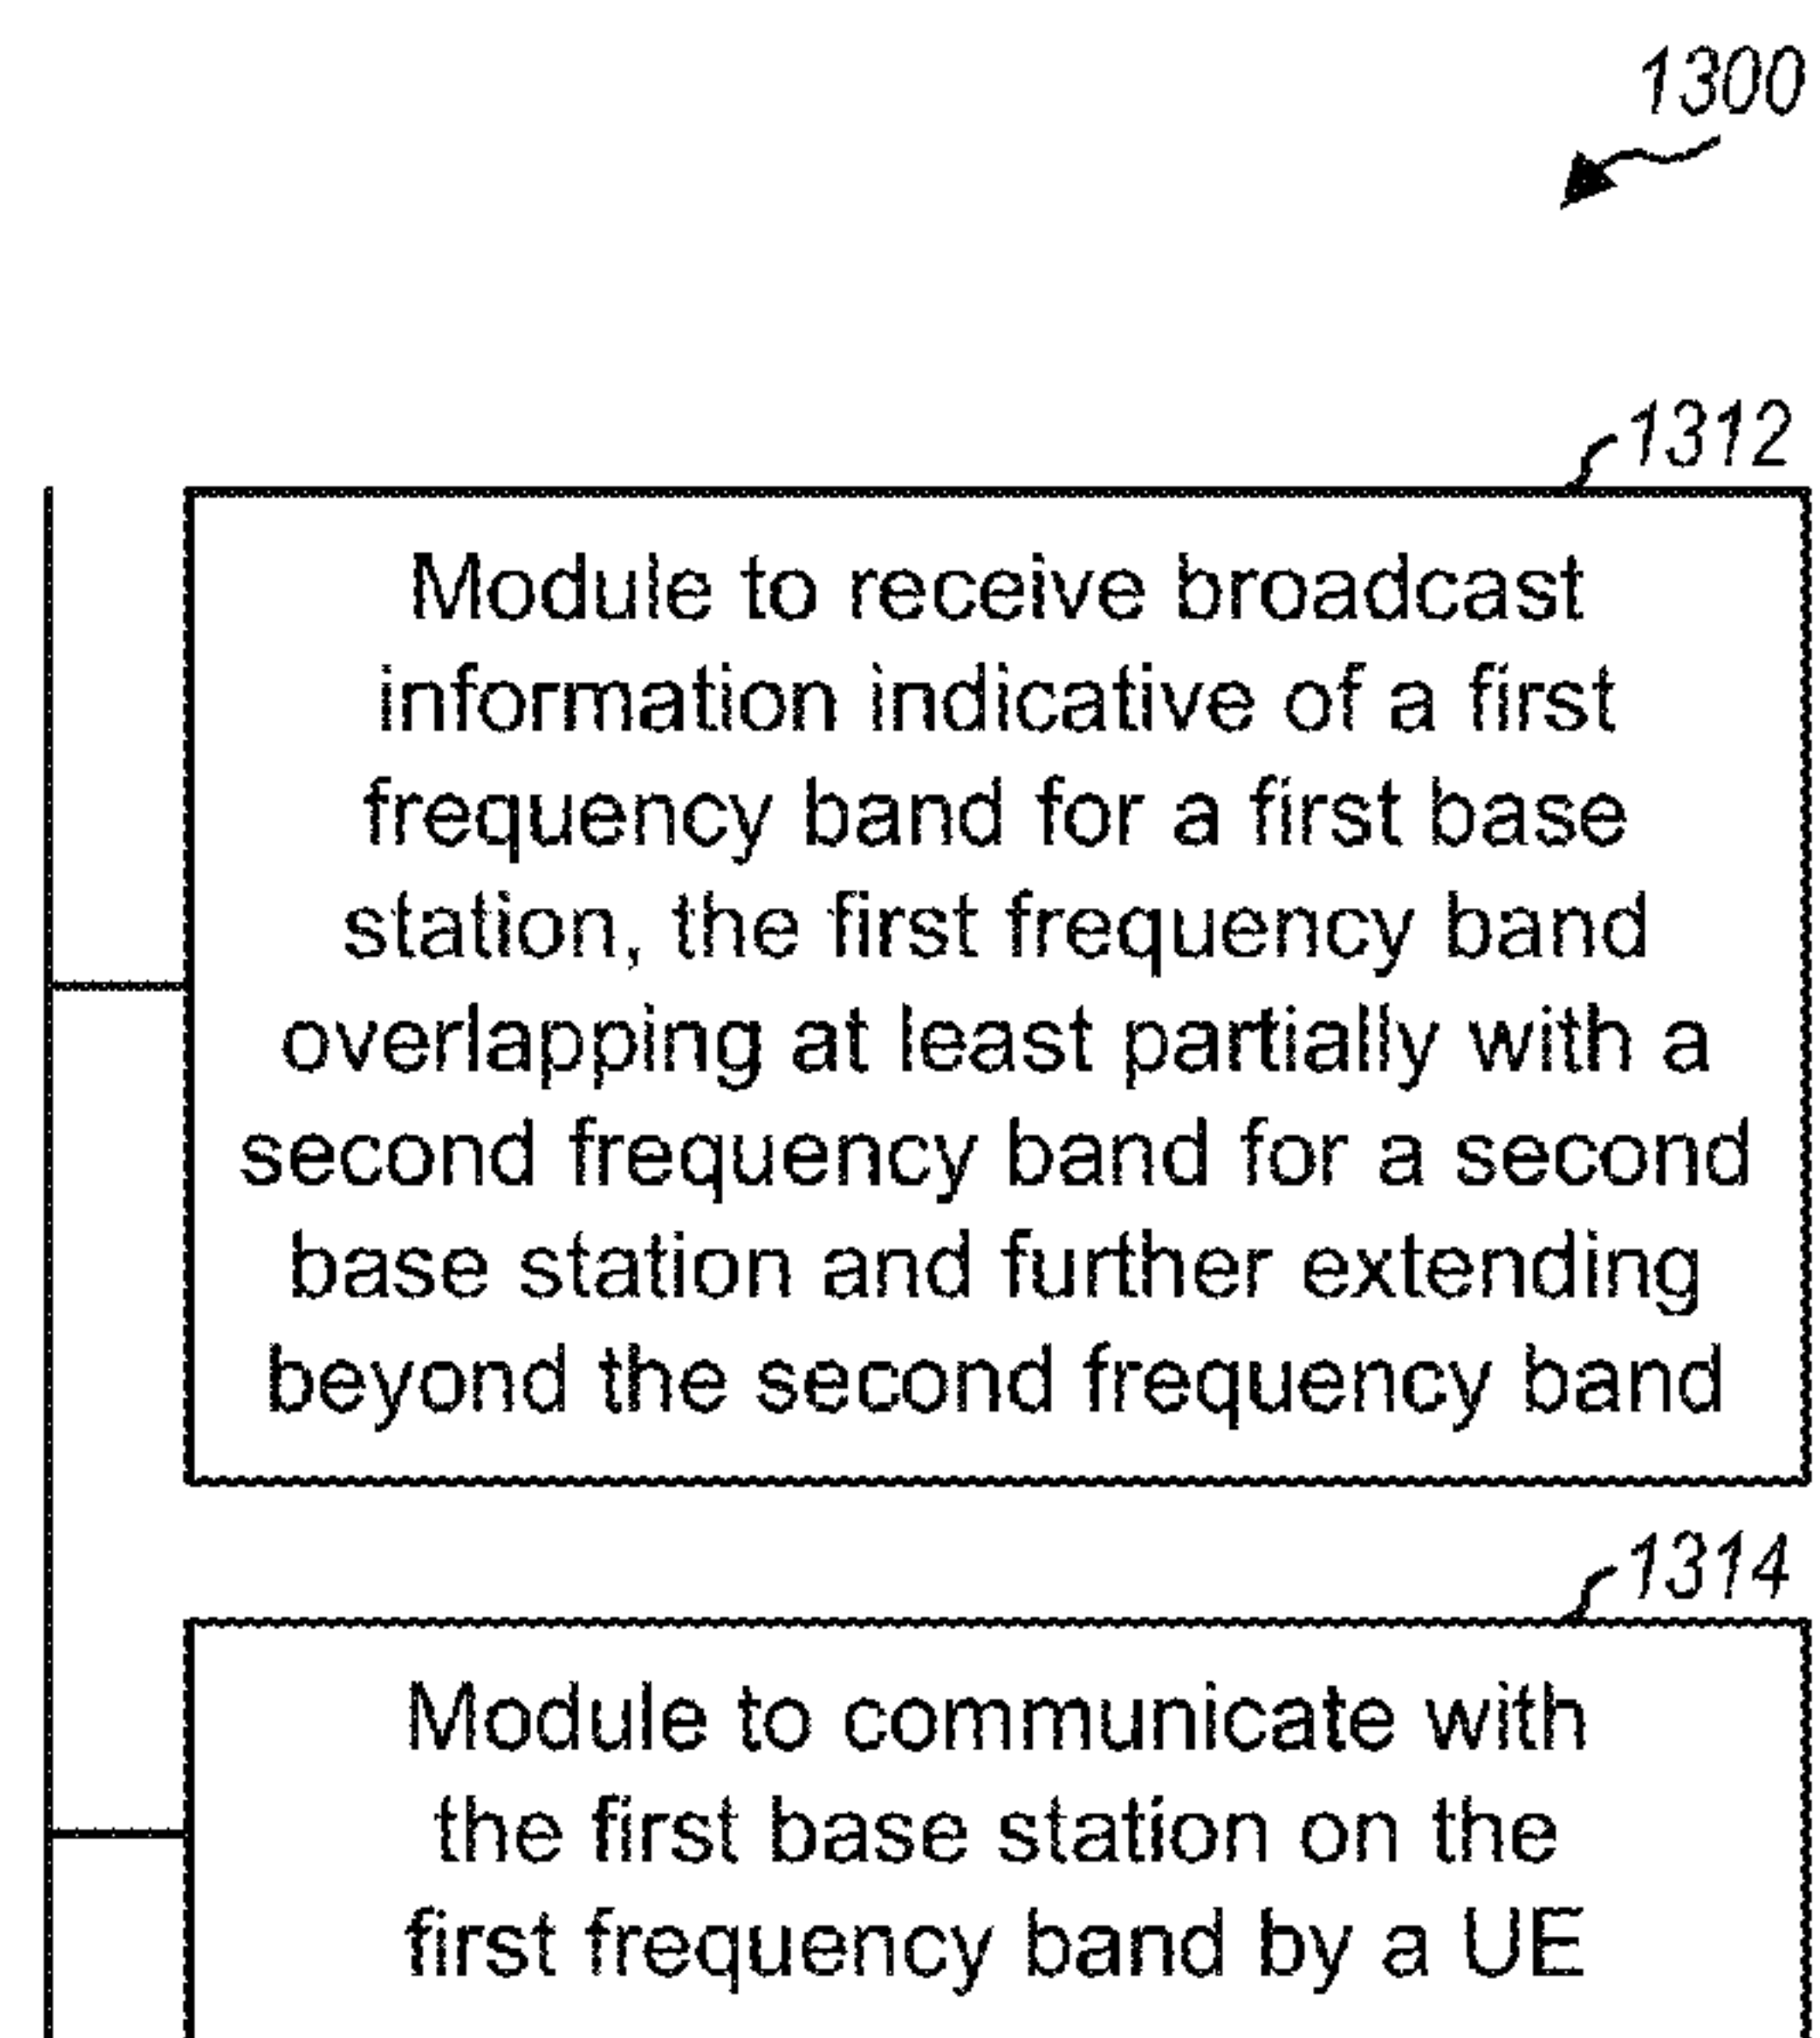 1300
1312
Module to receive broadcast
information indicative of a first
frequency band for a first base
station, the first frequency band
overlapping at least partially with a
second frequency band for a second
base station and further extending
beyond the second frequency band
1314
Module to communicate with
the first base station on the
first frequency band by a UE